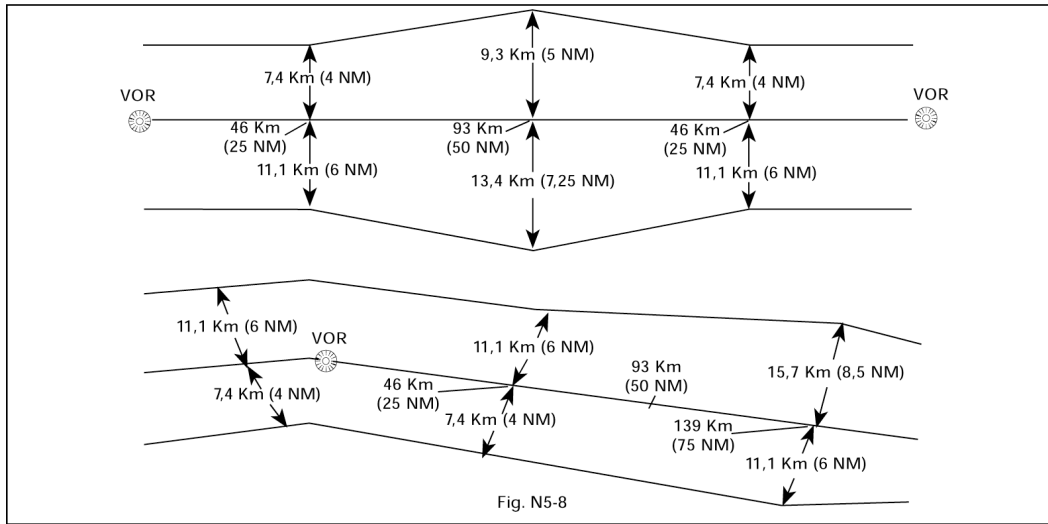 9,3 Km (5 NM)
7,4 Km (4 NM)
7,4 Km (4 NM)
VOR
VOR
46 Km
(25 NM)
93 Km
(50 NM)
46 Km
(25 NM)
11,1 Km (6 NM)
13,4 Km (7,25 NM)
11,1 Km (6 NM)
11,1 Km (6 NM)
VOR
11,1 Km (6 NM)
93 Km
(50 NM)
15,7 Km (8,5 NM)
7,4 Km (4 NM)
46 Km
(25 NM)
7,4 Km (4 NM)
139 Km
(75 NM)
11,1 Km (6 NM)
Fig. N5-8